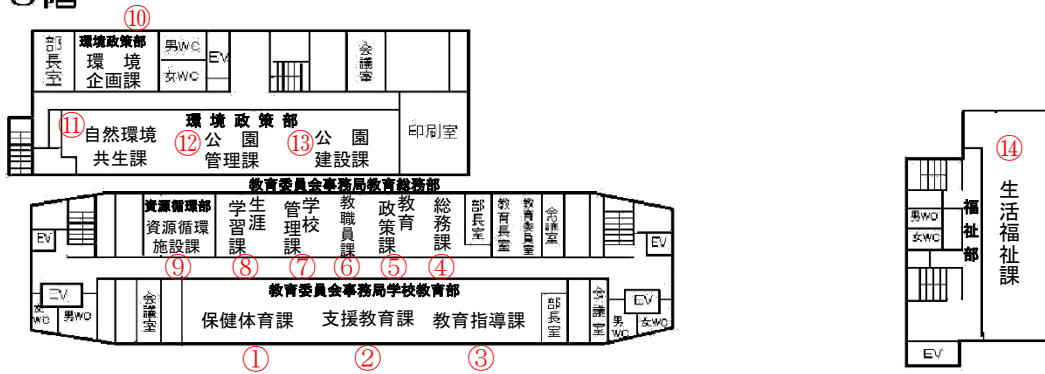 ⑩
部長室
環境政策部
環境
企画課
男WC
女WC
EV
会議室
⑪
自然環境
共生課
環境政策部
⑫
公園
管理課
⑬
公園
建設課
印刷室
教育委員会事務局教育総務部
EV
資源循環部
資源循環
施設課
⑨
生涯
学習課
⑧
学校
管理課
⑦
教職員課
⑥
教育
政策課
⑤
総務課
④
部長室
教育長室
教育委員室
会議室
EV
教育委員会事務局学校教育部
EV
女WC
男WC
会議室
保健体育課
①
支援教育課
②
教育指導課
③
部長室
会議室
EV
男WC
女WC
⑭
生活福祉課
福祉部
男WC
女WC
EV